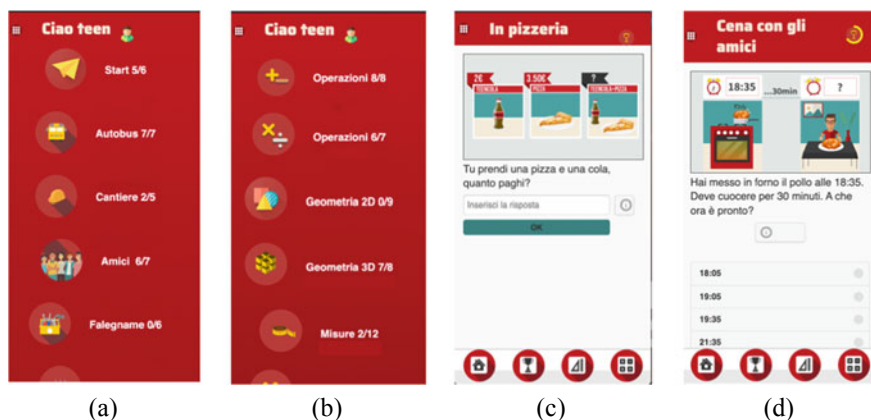 Ciao teen
Start 5/6
Autobus 7/7
Cantiere 2/5
Amici 6/7
Falegname 0/6
(a)
Ciao teen
Operazioni 8/8
Operazioni 6/7
Geometria 2D 0/9
Geometria 3D 7/8
Misure 2/12
(b)
In pizzeria
2€ 3.50€ ?
TEENCOLA PIZZA TEENCOLA+PIZZA
Tu prendi una pizza e una cola,
quanto paghi?
Inserisci la risposta
OK
(c)
Cena con gli
amici
18:35 ...30min ?
Hai messo in forno il pollo alle 18:35.
Deve cuocere per 30 minuti. A che
ora è pronto?
18:05
19:05
19:35
21:35
(d)